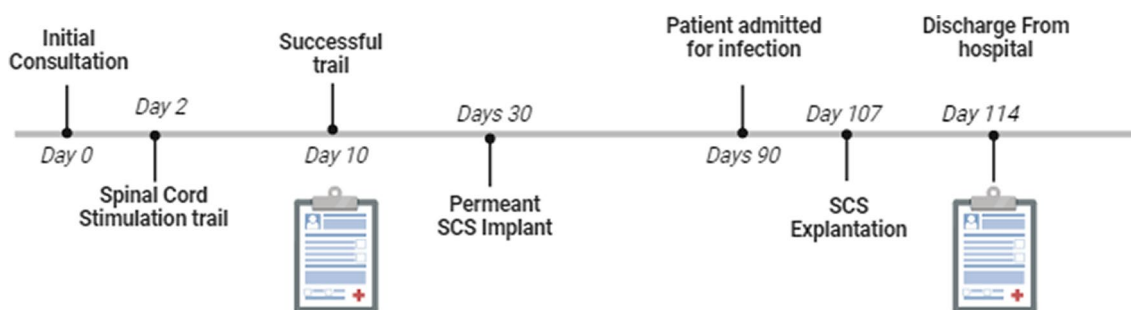 Initial
Consultation
Day 0
Day 2
Spinal Cord
Stimulation trail
Successful
trail
Day 10
Days 30
Permeant
SCS Implant
Patient admitted
for infection
Days 90
Day 107
SCS
Explantation
Discharge From
hospital
Day 114